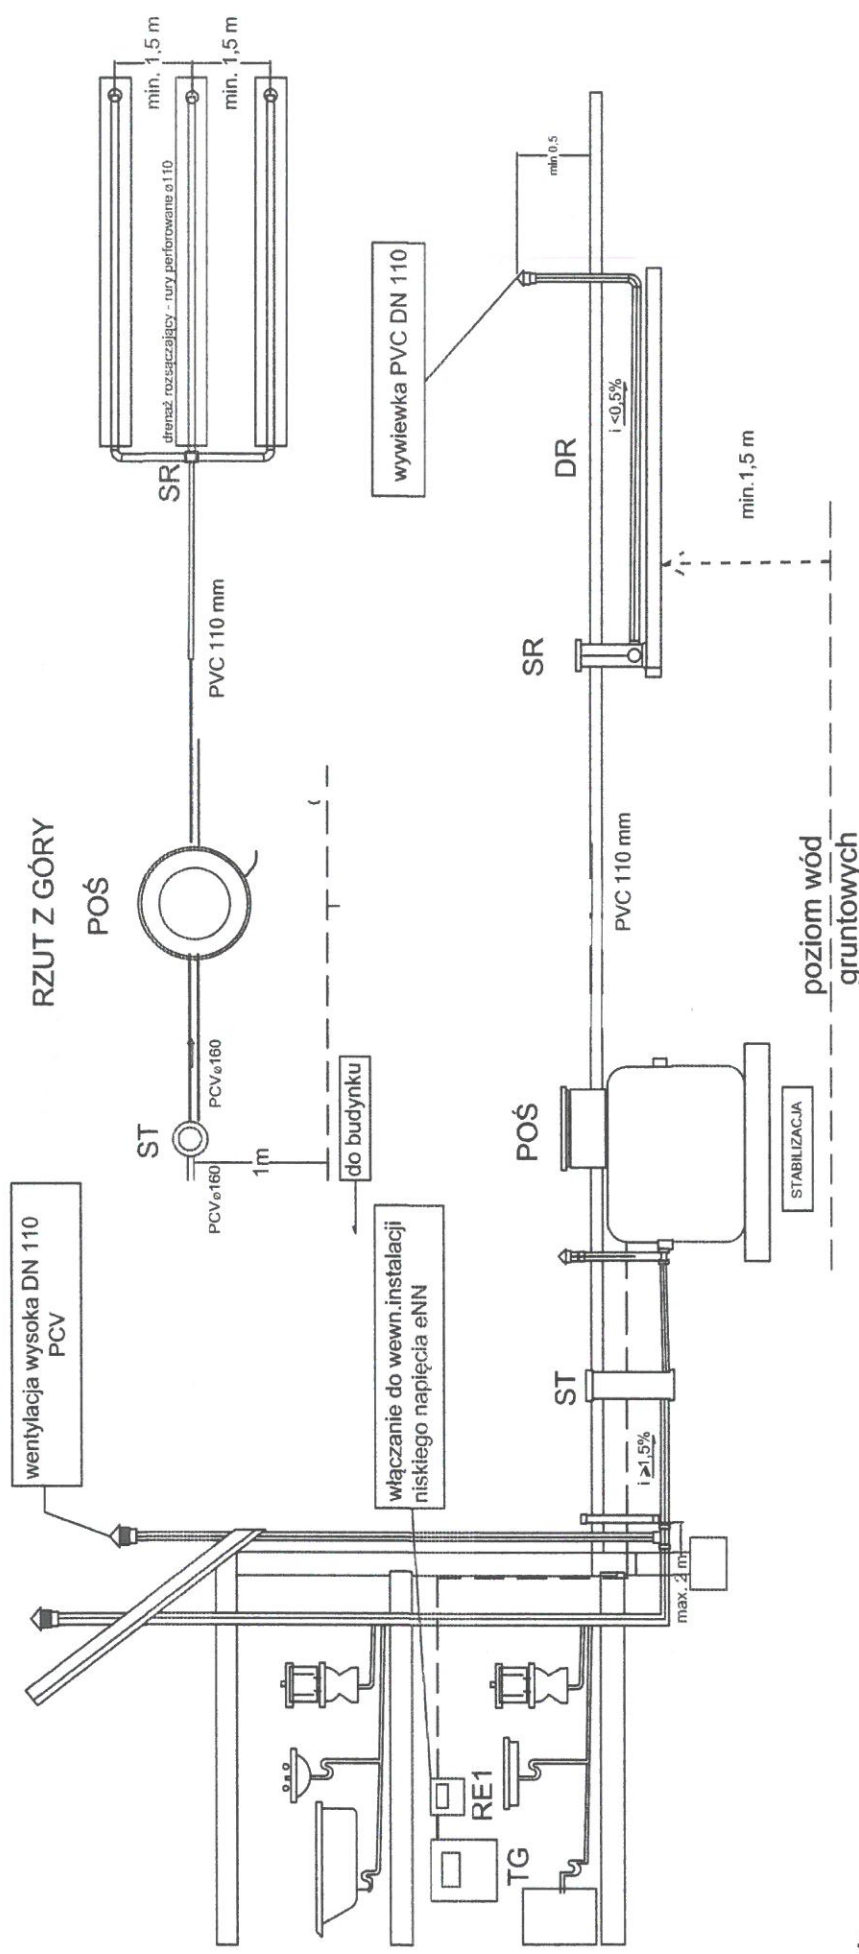 RZUT Z GÓRY
POŚ
ST
SR
PCVø160
PCVø160
1m
do budynku
PVC 110 mm
drenaż rozsączający - rury perforowane ø110
min. 1,5 m
min. 1,5 m
wentylacja wysoka DN 110
PCV
włączanie do wewn.instalacji
niskiego napięcia eNN
wywiewka PVC DN 110
min 0,5
TG
RE1
max. 2 m
i ⩾1,5%
ST
POŚ
STABILIZACJA
PVC 110 mm
SR
DR
i <0,5%
min.1,5 m
poziom wód
gruntowych